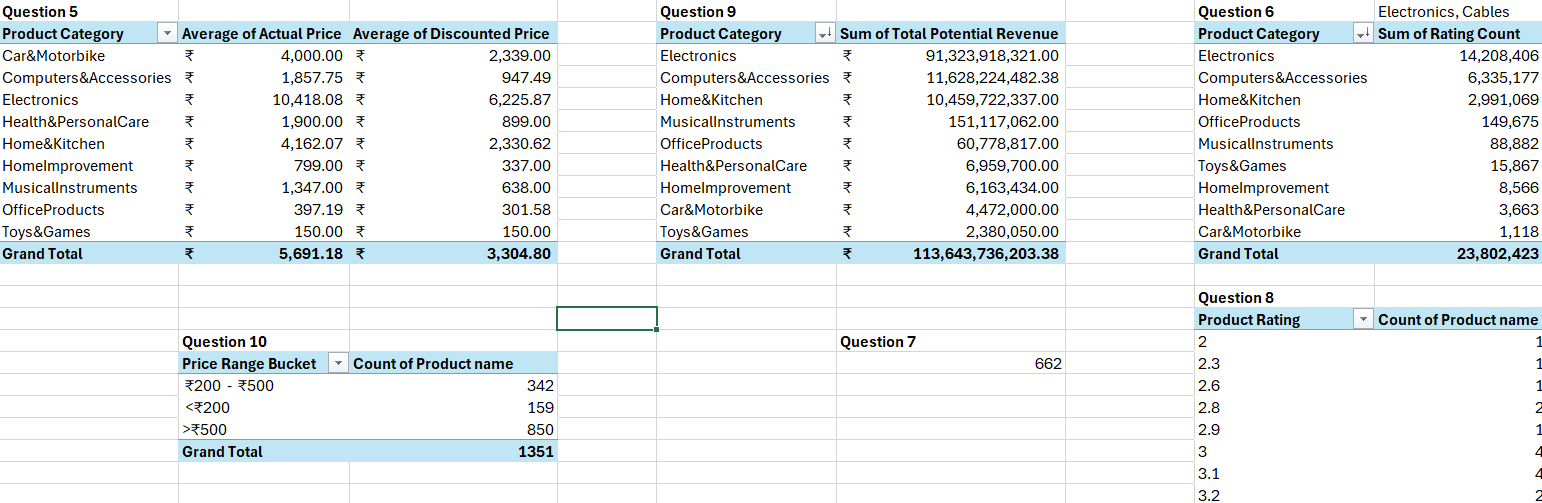 Question 5
Product Category Average of Actual Price Average of Discounted Price
Car&Motorbike ₹ 4,000.00 ₹ 2,339.00
Computers&Accessories ₹ 1,857.75 ₹ 947.49
Electronics ₹ 10,418.08 ₹ 6,225.87
Health&PersonalCare ₹ 1,900.00 ₹ 899.00
Home&Kitchen ₹ 4,162.07 ₹ 2,330.62
HomeImprovement ₹ 799.00 ₹ 337.00
MusicalInstruments ₹ 1,347.00 ₹ 638.00
OfficeProducts ₹ 397.19 ₹ 301.58
Toys&Games ₹ 150.00 ₹ 150.00
Grand Total ₹ 5,691.18 ₹ 3,304.80
Question 9
Product Category Sum of Total Potential Revenue
Electronics ₹ 91,323,918,321.00
Computers&Accessories ₹ 11,628,224,482.38
Home&Kitchen ₹ 10,459,722,337.00
MusicalInstruments ₹ 151,117,062.00
OfficeProducts ₹ 60,778,817.00
Health&PersonalCare ₹ 6,959,700.00
HomeImprovement ₹ 6,163,434.00
Car&Motorbike ₹ 4,472,000.00
Toys&Games ₹ 2,380,050.00
Grand Total ₹ 113,643,736,203.38
Question 6 Electronics, Cables
Product Category Sum of Rating Count
Electronics 14,208,406
Computers&Accessories 6,335,177
Home&Kitchen 2,991,069
OfficeProducts 149,675
MusicalInstruments 88,882
Toys&Games 15,867
HomeImprovement 8,566
Health&PersonalCare 3,663
Car&Motorbike 1,118
Grand Total 23,802,423
Question 10
Price Range Bucket Count of Product name
₹200 - ₹500 342
<₹200 159
>₹500 850
Grand Total 1351
Question 7
662
Question 8
Product Rating Count of Product name
2 1
2.3 1
2.6 1
2.8 2
2.9 1
3 4
3.1 4
3.2 2